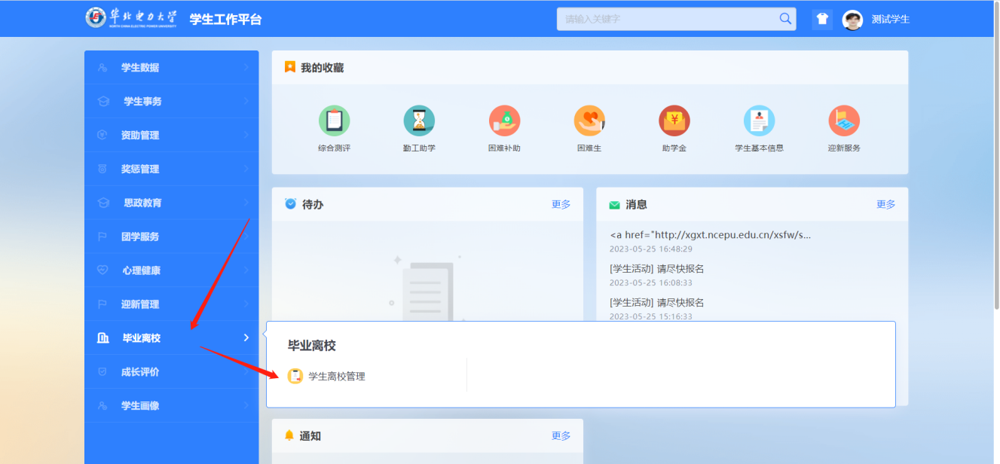 华北电力大学
NORTH CHINA ELECTRIC POWER UNIVERSITY
学生工作平台
请输入关键字
测试学生
学生数据
学生事务
资助管理
奖惩管理
思政教育
团学服务
心理健康
迎新管理
毕业离校
成长评价
学生画像
我的收藏
综合测评
勤工助学
困难补助
困难生
助学金
学生基本信息
迎新服务
待办
更多
消息
更多
<a href="http://xgxt.ncepu.edu.cn/xsfw/s...
2023-05-25 16:48:29
[学生活动] 请尽快报名
2023-05-25 16:08:33
[学生活动] 请尽快报名
2023-05-25 15:16:33
毕业离校
学生离校管理
通知
更多